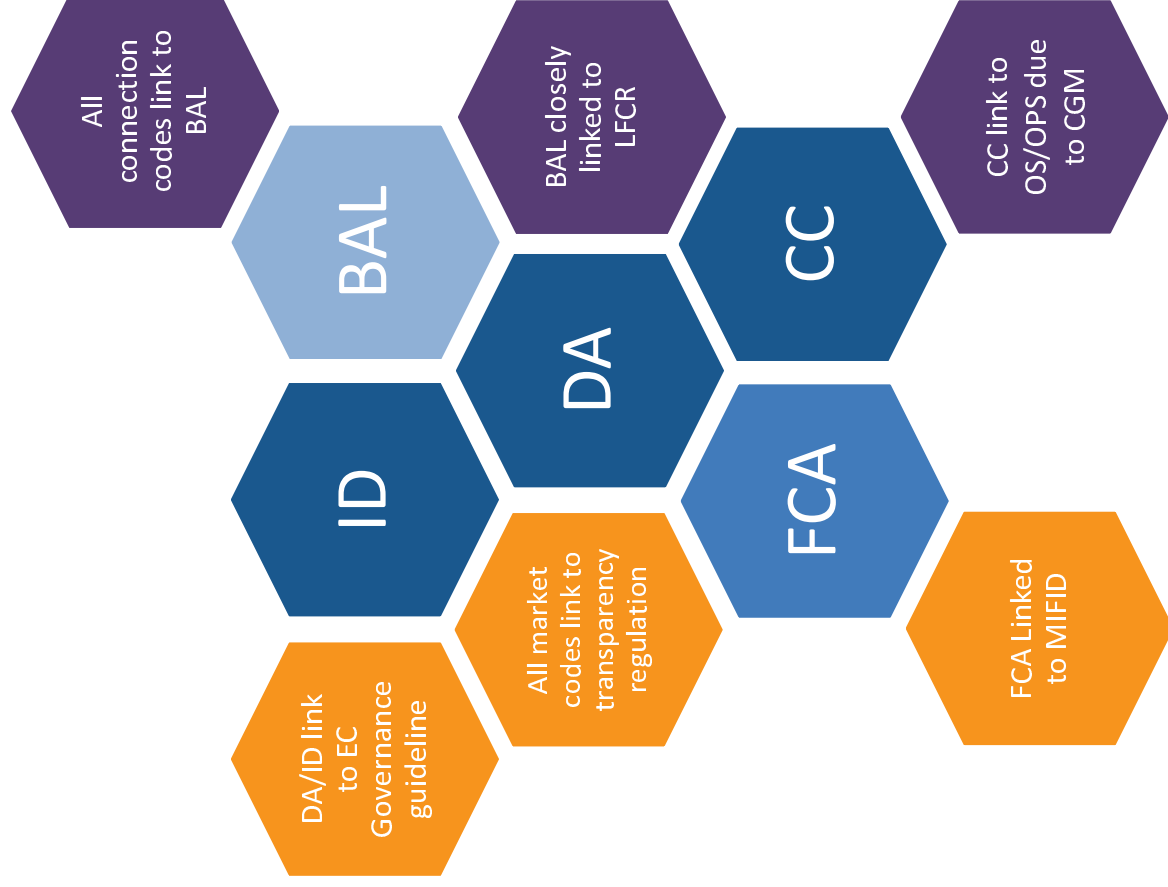 All
connection
codes link to
BAL
DA/ID link
to EC
Governance
guideline
ID
BAL
All market
codes link to
transparency
regulation
DA
BAL closely
linked to
LFCR
FCA
CC
FCA Linked
to MIFID
CC link to
OS/OPS due
to CGM